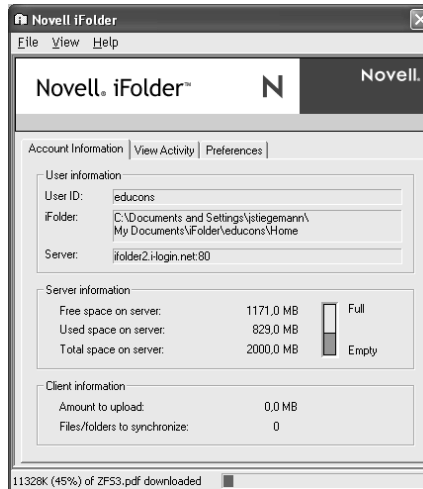 Novell iFolder
File View Help
Novell® iFolder™ N Novell.
Account Information View Activity Preferences
User information
User ID: educons
iFolder: C:\Documents and Settings\jstiegemann\
My Documents\iFolder\educons\Home
Server: ifolder2.i-login.net:80
Server information
Free space on server: 1171,0 MB Full
Used space on server: 829,0 MB
Total space on server: 2000,0 MB Empty
Client information
Amount to upload: 0,0 MB
Files/folders to synchronize: 0
11328K (45%) of ZFS3.pdf downloaded